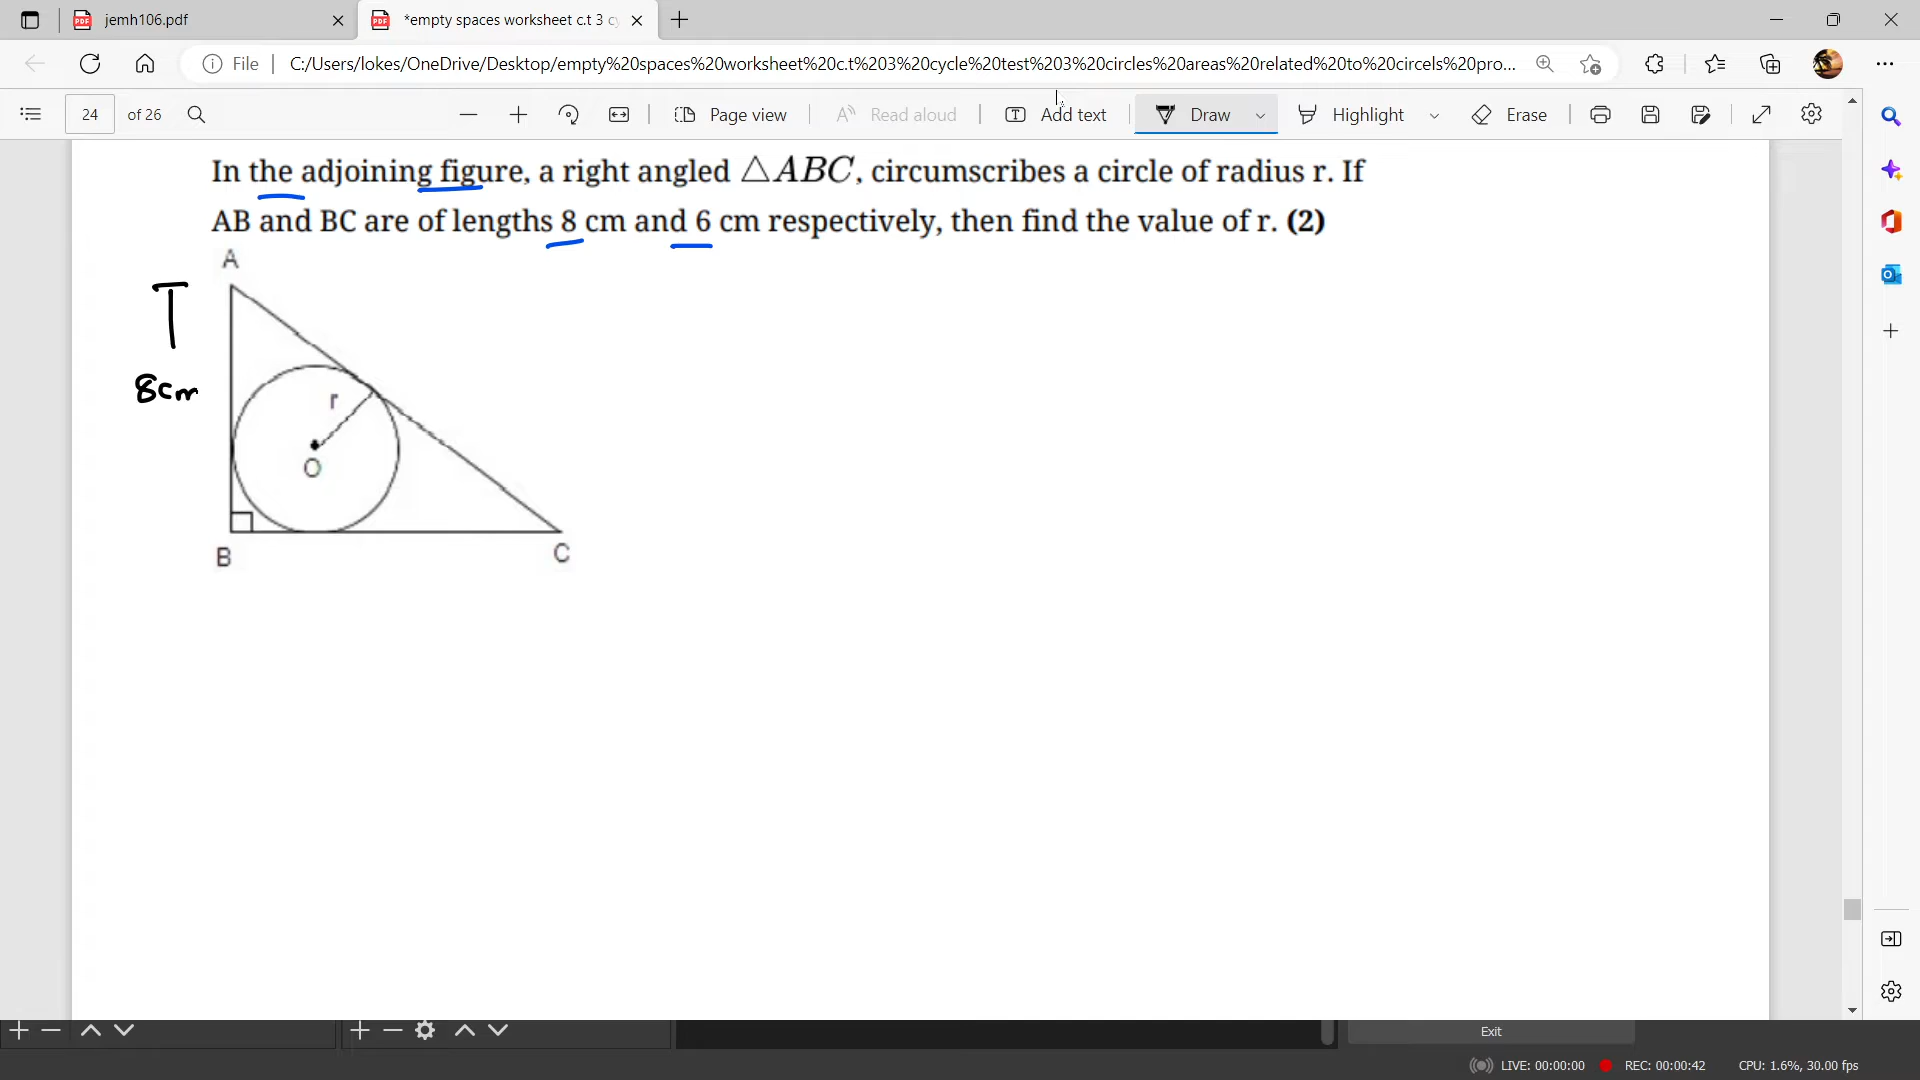 jemh106.pdf
*empty spaces worksheet c.t 3 cy
File
C:/Users/lokes/OneDrive/Desktop/empty%20spaces%20worksheet%20c.t%203%20cycle%20test%203%20circles%20areas%20related%20to%20circels%20pro...
24 of 26
Page view
Read aloud
Add text
Draw
Highlight
Erase
In the adjoining figure, a right angled △ABC, circumscribes a circle of radius r. If
AB and BC are of lengths 8 cm and 6 cm respectively, then find the value of r. (2)
A
8cm
r
O
B
C
Exit
LIVE: 00:00:00
REC: 00:00:42
CPU: 1.6%, 30.00 fps